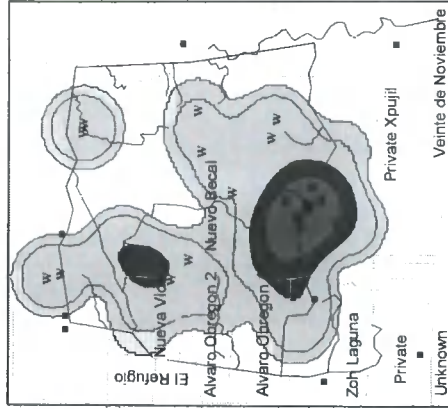 W
W
W
W
W
W
W
W
W
W
Nueva Vida
El Refugio
Alvaro Obregon 2
Nuevo Becal
Alvaro Obregon
Zoh Laguna
Private Xpujil
Private
Unknown
Veinte de Noviembre